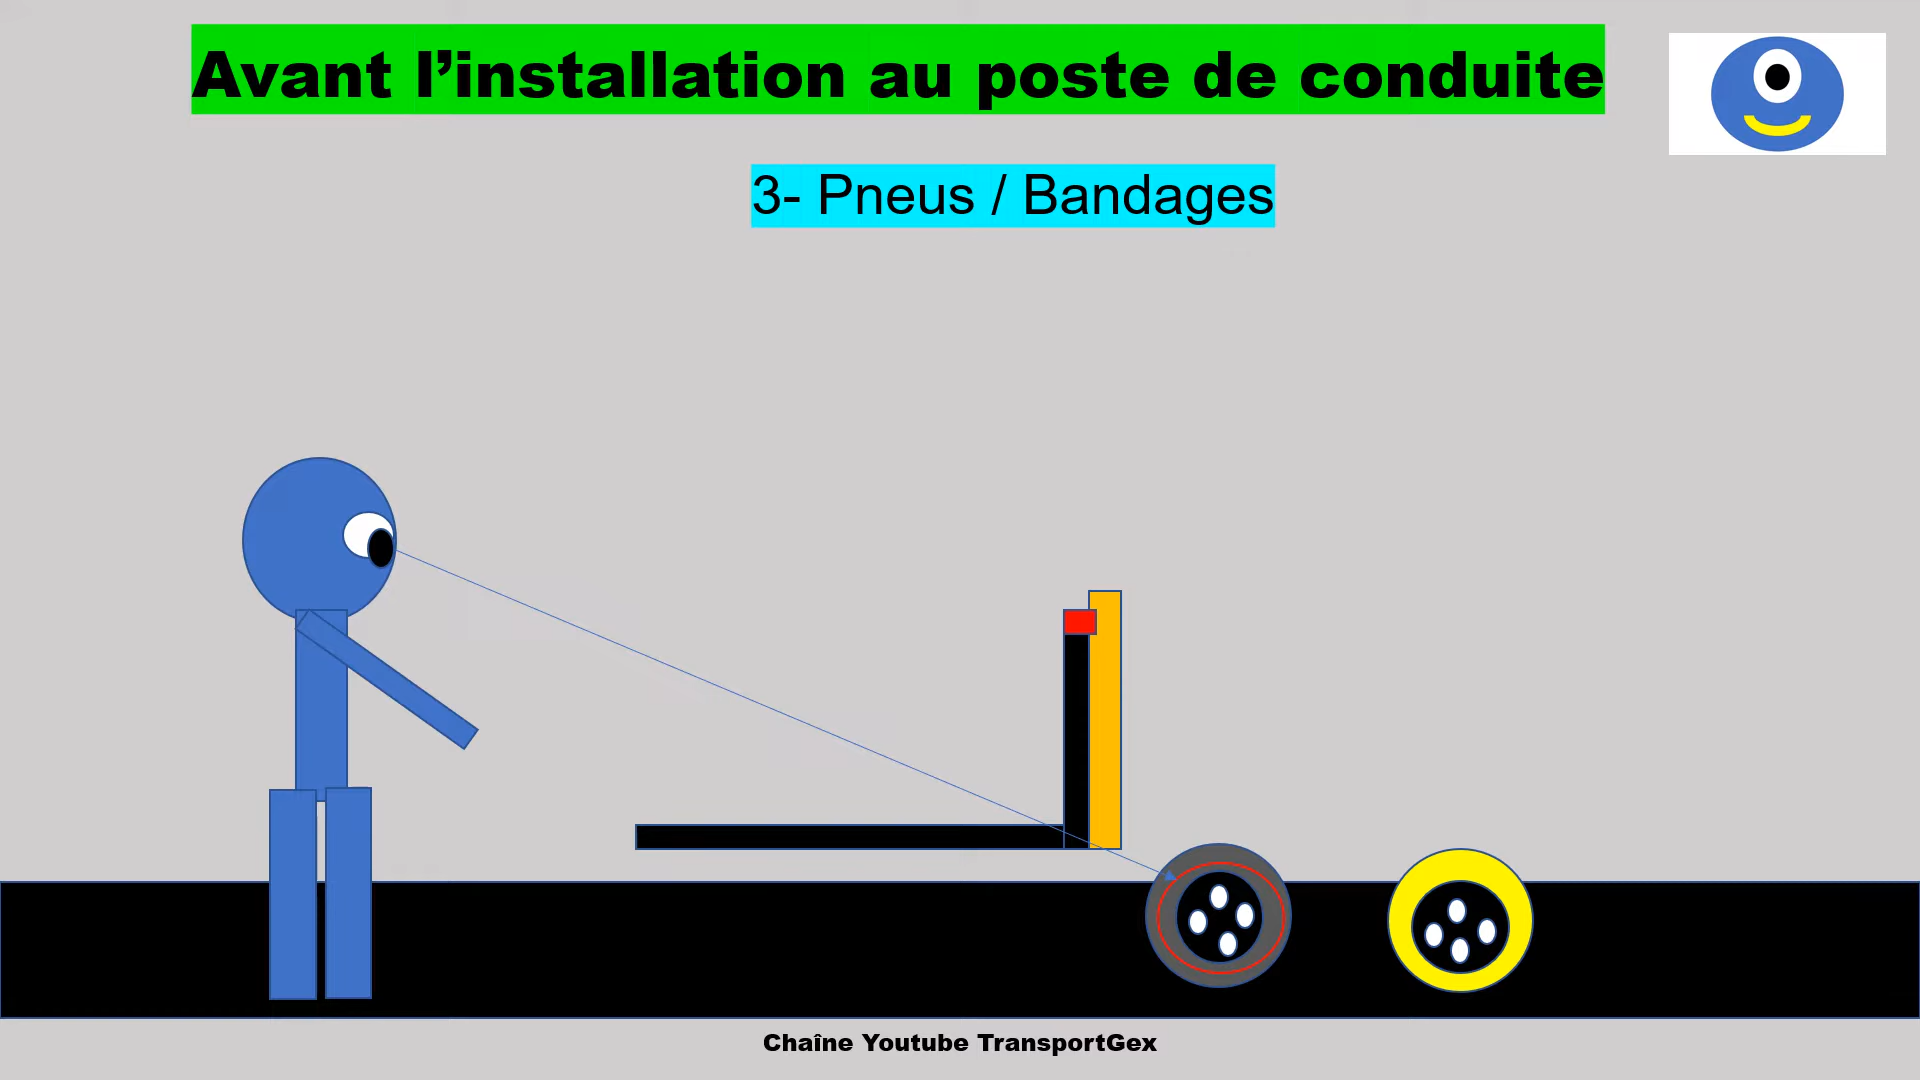 Avant l’installation au poste de conduite
3- Pneus / Bandages
Chaîne Youtube TransportGex